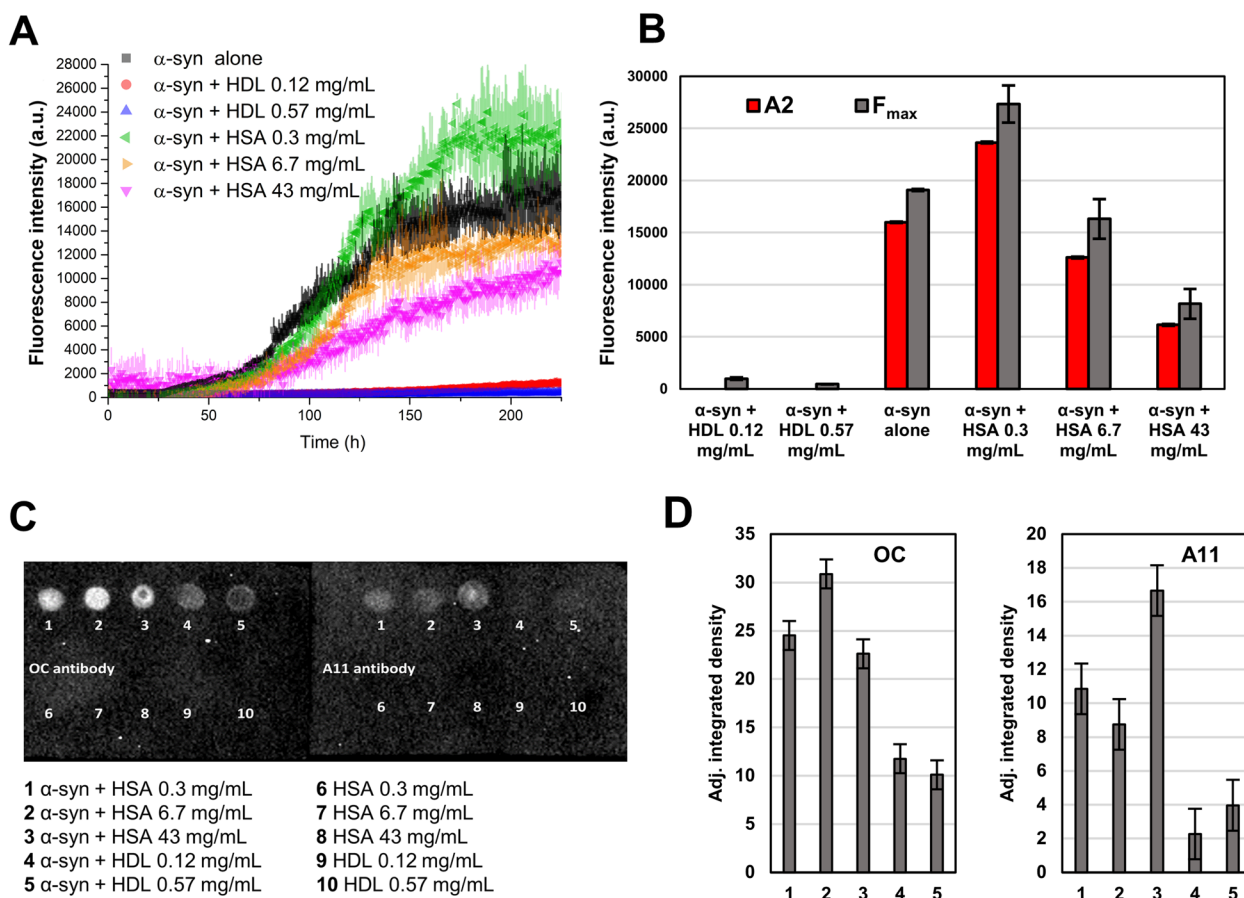 A
α-syn alone
α-syn + HDL 0.12 mg/mL
α-syn + HDL 0.57 mg/mL
α-syn + HSA 0.3 mg/mL
α-syn + HSA 6.7 mg/mL
α-syn + HSA 43 mg/mL
Fluorescence intensity (a.u.)
28000
26000
24000
22000
20000
18000
16000
14000
12000
10000
8000
6000
4000
2000
0
0 50 100 150 200
Time (h)
B
Fluorescence intensity (a.u.)
30000
25000
20000
15000
10000
5000
0
A2 Fmax
α-syn + HDL 0.12 mg/mL
α-syn + HDL 0.57 mg/mL
α-syn alone
α-syn + HSA 0.3 mg/mL
α-syn + HSA 6.7 mg/mL
α-syn + HSA 43 mg/mL
C
1 2 3 4 5
OC antibody
6 7 8 9 10
1 2 3 4 5
A11 antibody
6 7 8 9 10
1 α-syn + HSA 0.3 mg/mL
2 α-syn + HSA 6.7 mg/mL
3 α-syn + HSA 43 mg/mL
4 α-syn + HDL 0.12 mg/mL
5 α-syn + HDL 0.57 mg/mL
6 HSA 0.3 mg/mL
7 HSA 6.7 mg/mL
8 HSA 43 mg/mL
9 HDL 0.12 mg/mL
10 HDL 0.57 mg/mL
D
OC
Adj. integrated density
35
30
25
20
15
10
5
0
1 2 3 4 5
A11
Adj. integrated density
20
18
16
14
12
10
8
6
4
2
0
1 2 3 4 5